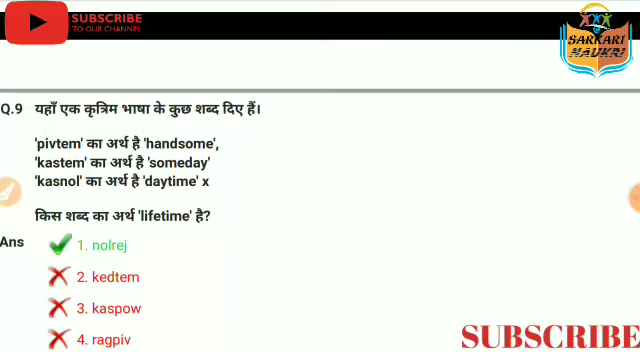 SUBSCRIBE
TO OUR CHANNEL
SARKARI
NAUKRI
Q.9 यहाँ एक कृत्रिम भाषा के कुछ शब्द दिए हैं।
'pivtem' का अर्थ है 'handsome',
'kastem' का अर्थ है 'someday'
'kasnol' का अर्थ है 'daytime' x
किस शब्द का अर्थ 'lifetime' है?
Ans 1. nolrej
2. kedtem
3. kaspow
4. ragpiv
SUBSCRIBE